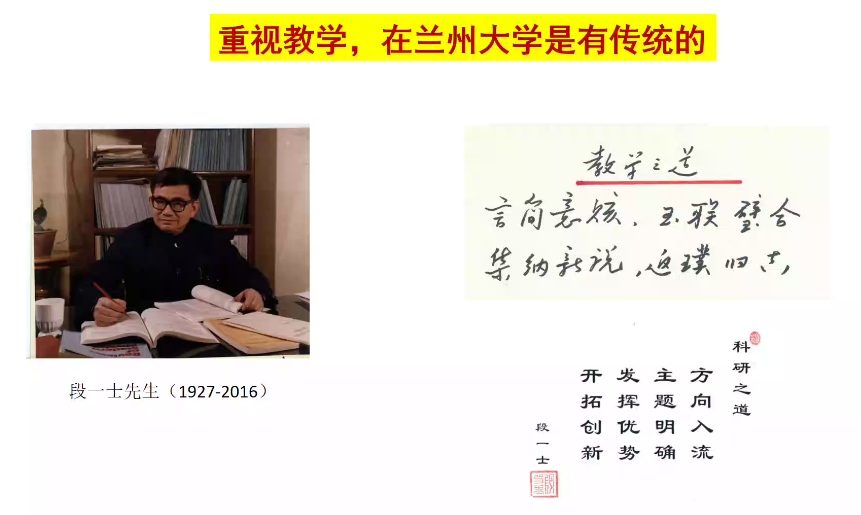 重视教学，在兰州大学是有传统的
教学之道
言简意赅、玉联璧合
集纳新说，返璞归
段一士先生（1927-2016）
科研之道
方向入流
主题明确
发挥优势
开拓创新
段一士